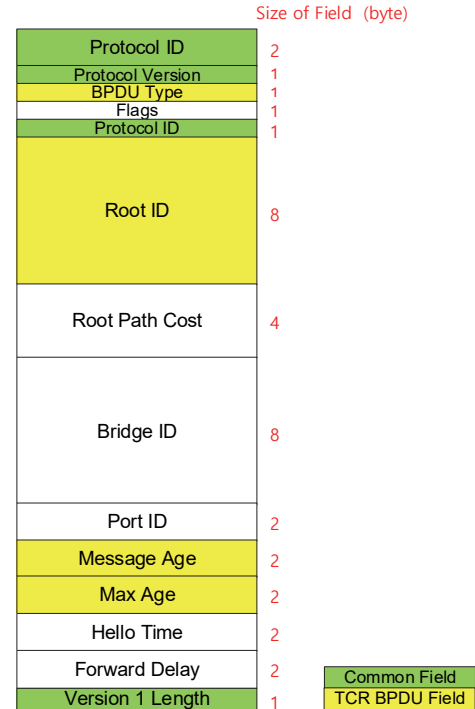 Size of Field (byte)
Protocol ID 2
Protocol Version 1
BPDU Type 1
Flags 1
Protocol ID 1
Root ID 8
Root Path Cost 4
Bridge ID 8
Port ID 2
Message Age 2
Max Age 2
Hello Time 2
Forward Delay 2
Version 1 Length 1
Common Field
TCR BPDU Field